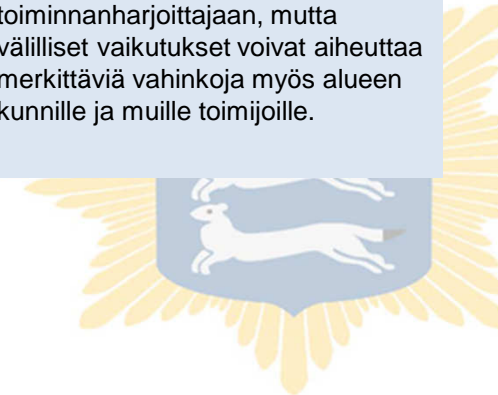 toiminnanharjoittajaan, mutta
välilliset vaikutukset voivat aiheuttaa
merkittäviä vahinkoja myös alueen
kunnille ja muille toimijoille.